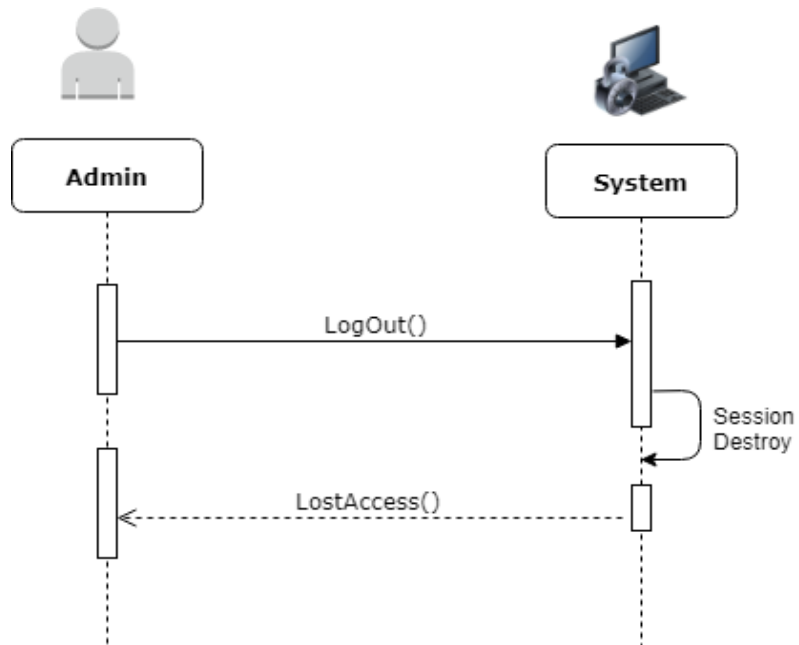 Admin
System
LogOut()
Session
Destroy
LostAccess()